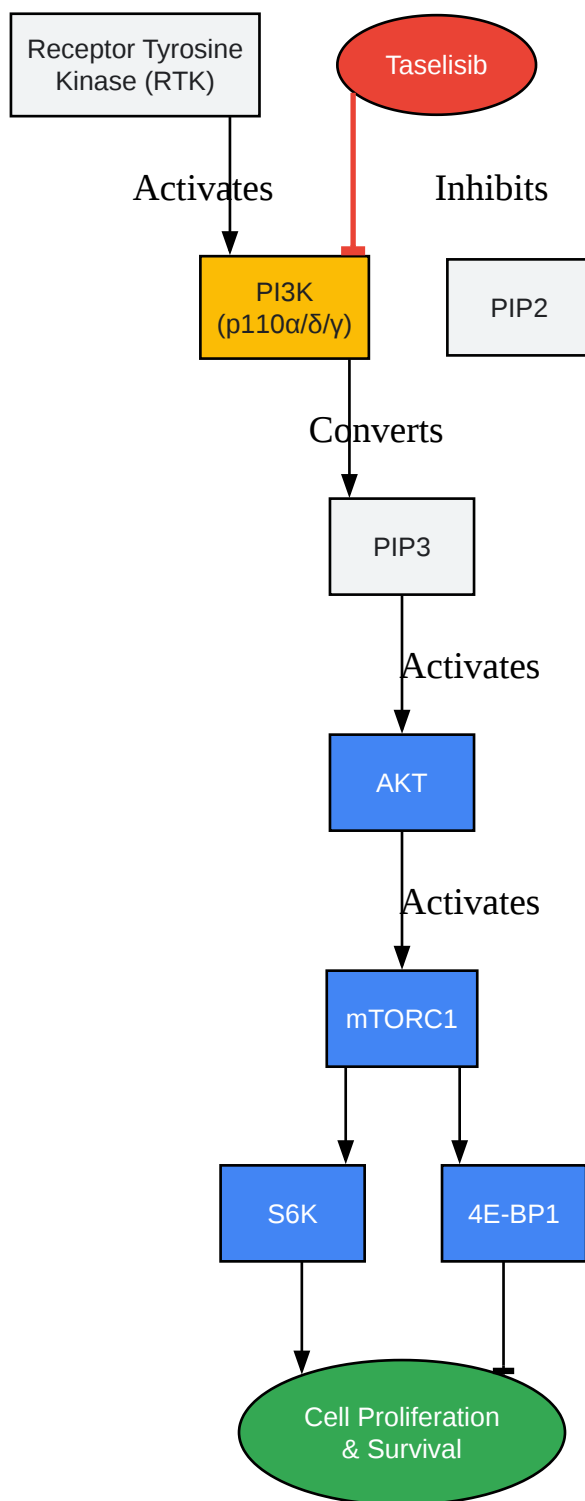 Receptor Tyrosine
Kinase (RTK)
Taselisib
Activates
Inhibits
PI3K
(p110α/δ/γ)
PIP2
Converts
PIP3
Activates
AKT
Activates
mTORC1
S6K
4E-BP1
Cell Proliferation
& Survival